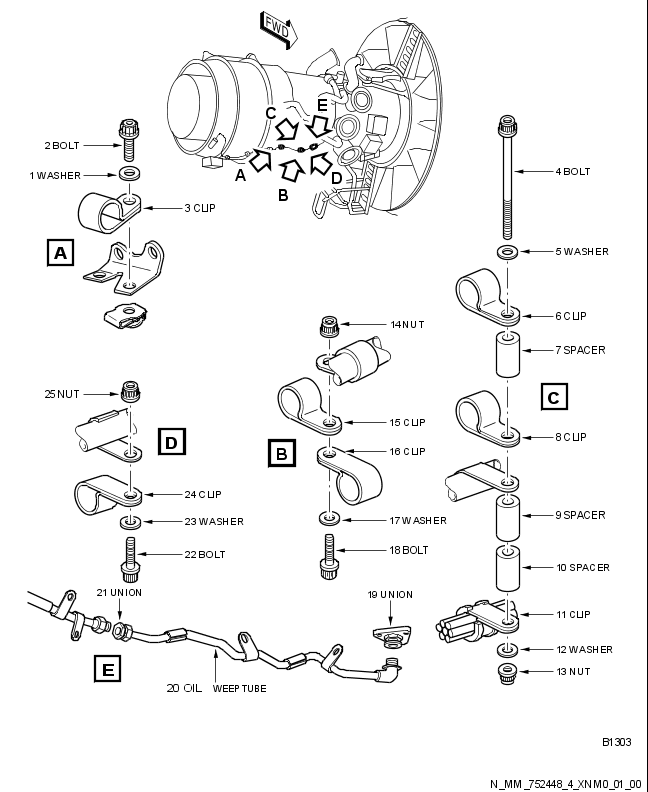 FWD
C
E
A
B
D
2 BOLT
1 WASHER
3 CLIP
A
4 BOLT
5 WASHER
6 CLIP
7 SPACER
C
8 CLIP
9 SPACER
10 SPACER
11 CLIP
12 WASHER
13 NUT
14 NUT
15 CLIP
B
16 CLIP
17 WASHER
18 BOLT
25 NUT
D
24 CLIP
23 WASHER
22 BOLT
21 UNION
19 UNION
E
20 OIL WEEP TUBE
B1303
N_MM_752448_4_XNM0_01_00